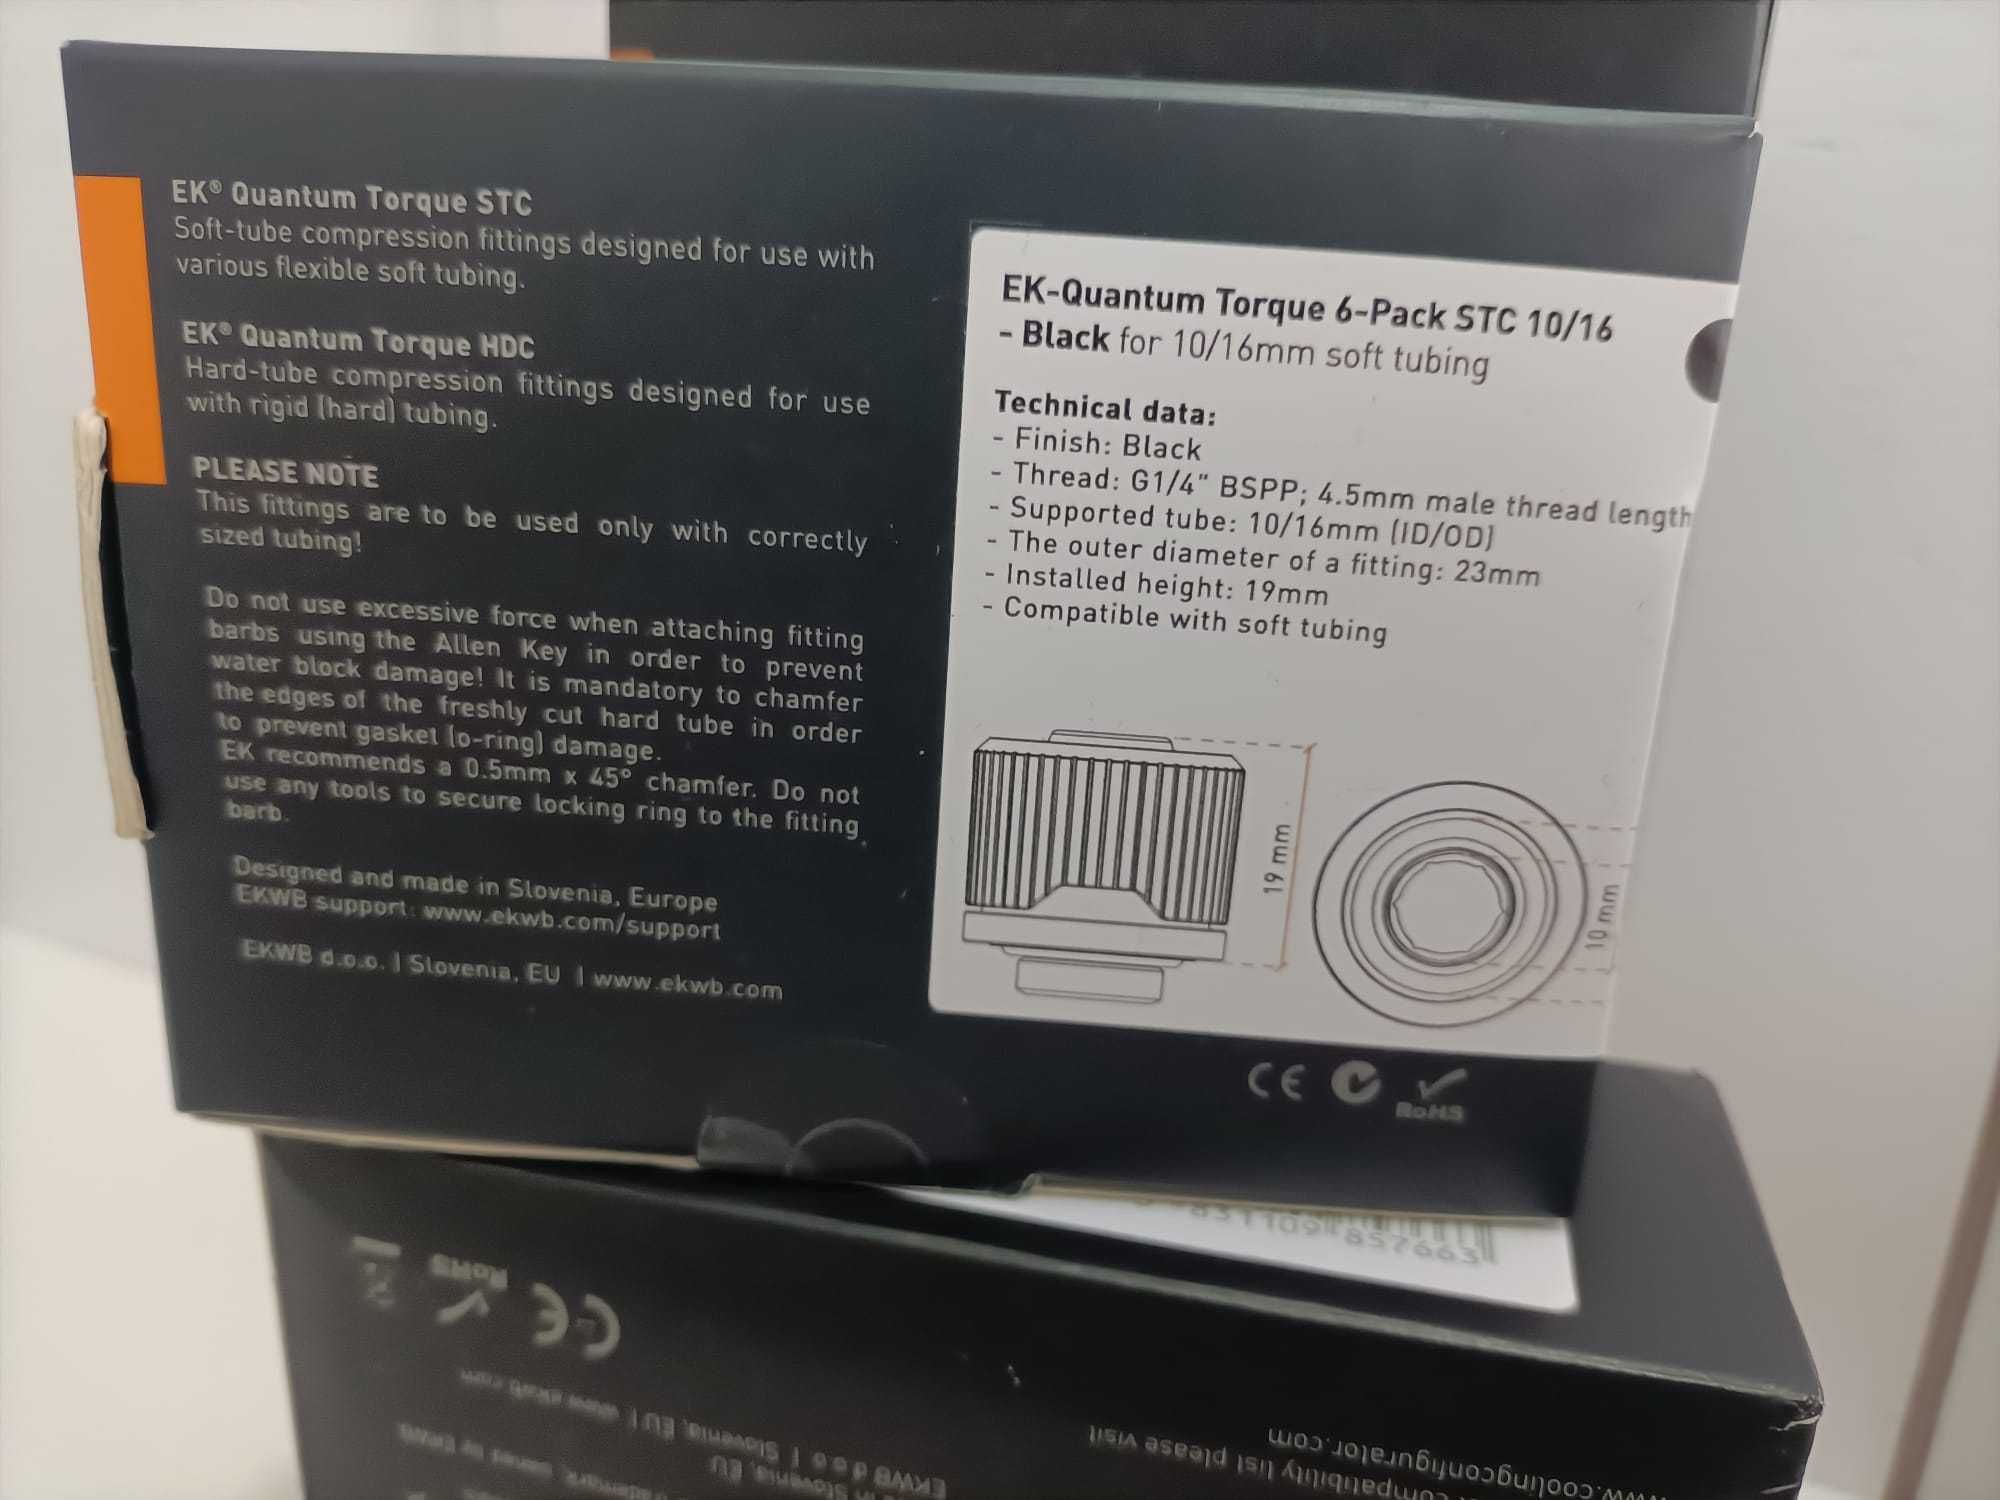 EK® Quantum Torque STC
Soft-tube compression fittings designed for use with
various flexible soft tubing.
EK® Quantum Torque HDC
Hard-tube compression fittings designed for use
with rigid (hard) tubing.
PLEASE NOTE
This fittings are to be used only with correctly
sized tubing!
Do not use excessive force when attaching fitting
barbs using the Allen Key in order to prevent
water block damage! It is mandatory to chamfer
the edges of the freshly cut hard tube in order
to prevent gasket (o-ring) damage.
EK recommends a 0.5mm x 45° chamfer. Do not
use any tools to secure locking ring to the fitting
barb.
Designed and made in Slovenia, Europe
EKWB support: www.ekwb.com/support
EKWB d.o.o. | Slovenia, EU | www.ekwb.com
EK-Quantum Torque 6-Pack STC 10/16
- Black for 10/16mm soft tubing
Technical data:
- Finish: Black
- Thread: G1/4" BSPP; 4.5mm male thread length
- Supported tube: 10/16mm (ID/OD)
- The outer diameter of a fitting: 23mm
- Installed height: 19mm
- Compatible with soft tubing
19 mm
10 mm
CE
RoHS
831109 857663
CE
RoHS
www.coolingconfigurator.com
compatibility list please visit
EKWB d.o.o. | Slovenia, EU | www.ekwb.com
in Slovenia, EU